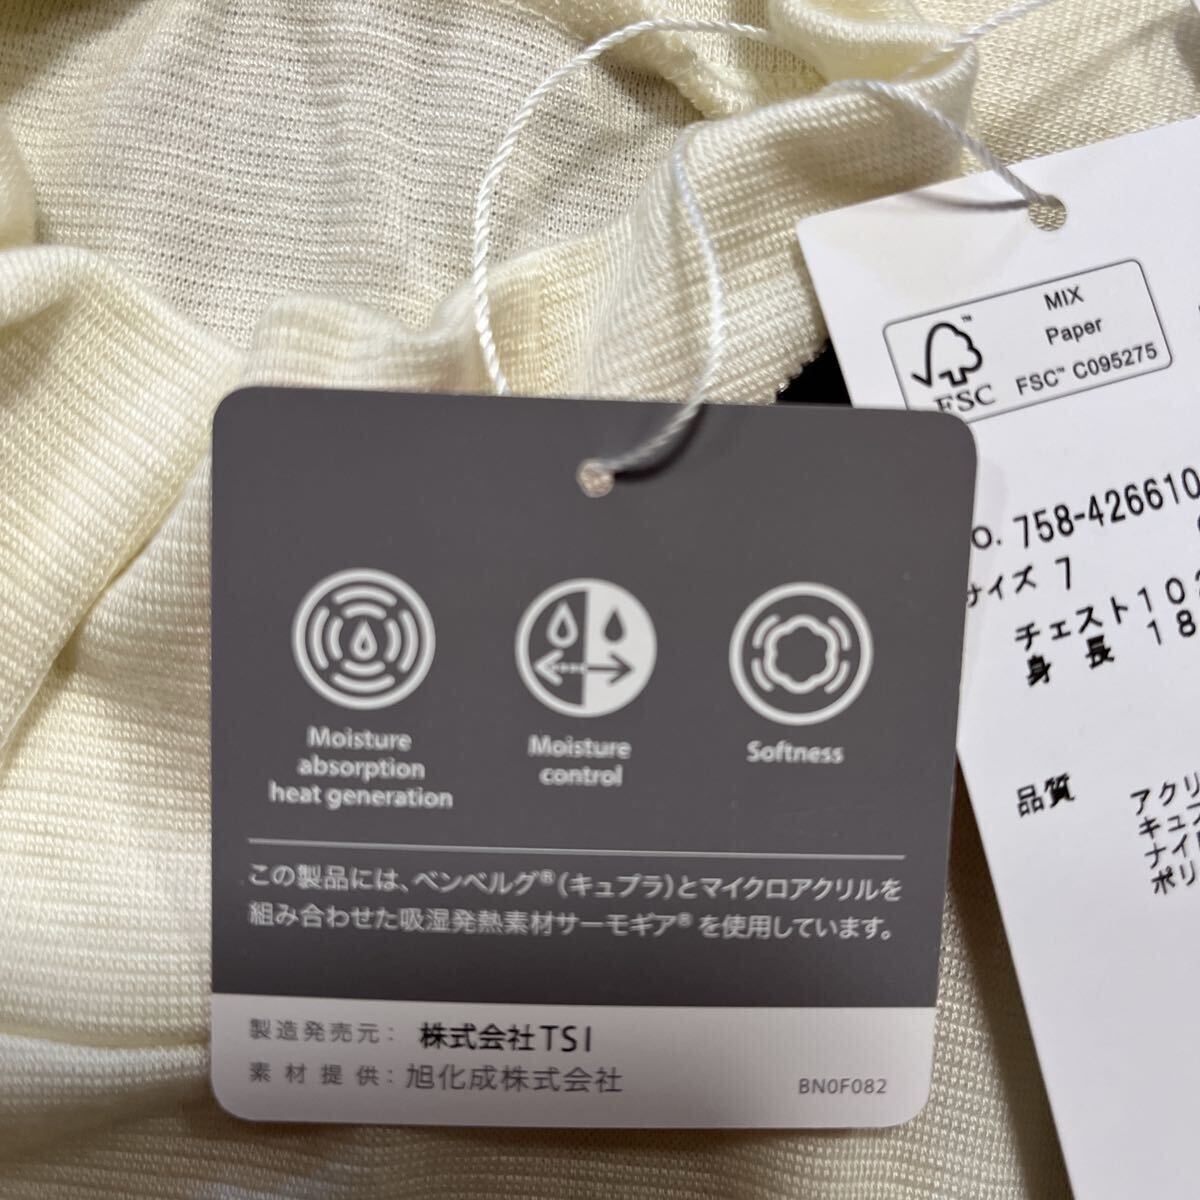 Moisture
absorption
heat generation
Moisture
control
Softness
この製品には、ベンベルグ®（キュプラ）とマイクロアクリルを
組み合わせた吸湿発熱素材サーモギア®を使用しています。
製造発売元： 株式会社TSI
素材提供：旭化成株式会社
BN0F082
MIX
Paper
FSC™ C095275
FSC
758-426610
サイズ 7
チェスト10
身 長 18
品質
アクリ
キュプ
ナイ
ポリ